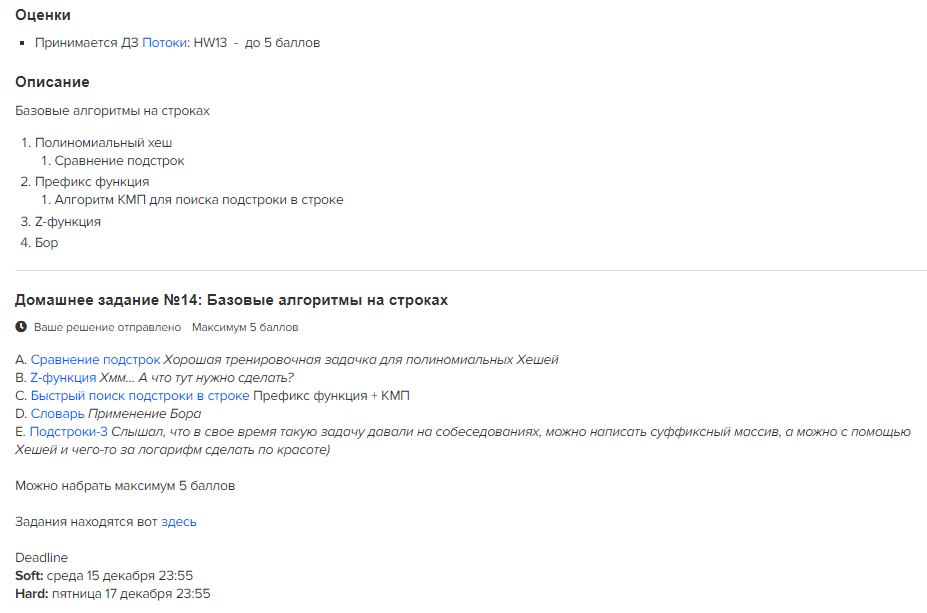 Оценки
Принимается ДЗ Потоки: HW13 - до 5 баллов
Описание
Базовые алгоритмы на строках
1. Полиномиальный хеш
1. Сравнение подстрок
2. Префикс функция
1. Алгоритм КМП для поиска подстроки в строке
3. Z-функция
4. Бор
Домашнее задание №14: Базовые алгоритмы на строках
Ваше решение отправлено Максимум 5 баллов
A. Сравнение подстрок Хорошая тренировочная задачка для полиномиальных Хешей
B. Z-функция Хмм... А что тут нужно сделать?
C. Быстрый поиск подстроки в строке Префикс функция + КМП
D. Словарь Применение Бора
E. Подстроки-3 Слышал, что в свое время такую задачу давали на собеседованиях, можно написать суффиксный массив, а можно с помощью
Хешей и чего-то за логарифм сделать по красоте)
Можно набрать максимум 5 баллов
Задания находятся вот здесь
Deadline
Soft: среда 15 декабря 23:55
Hard: пятница 17 декабря 23:55